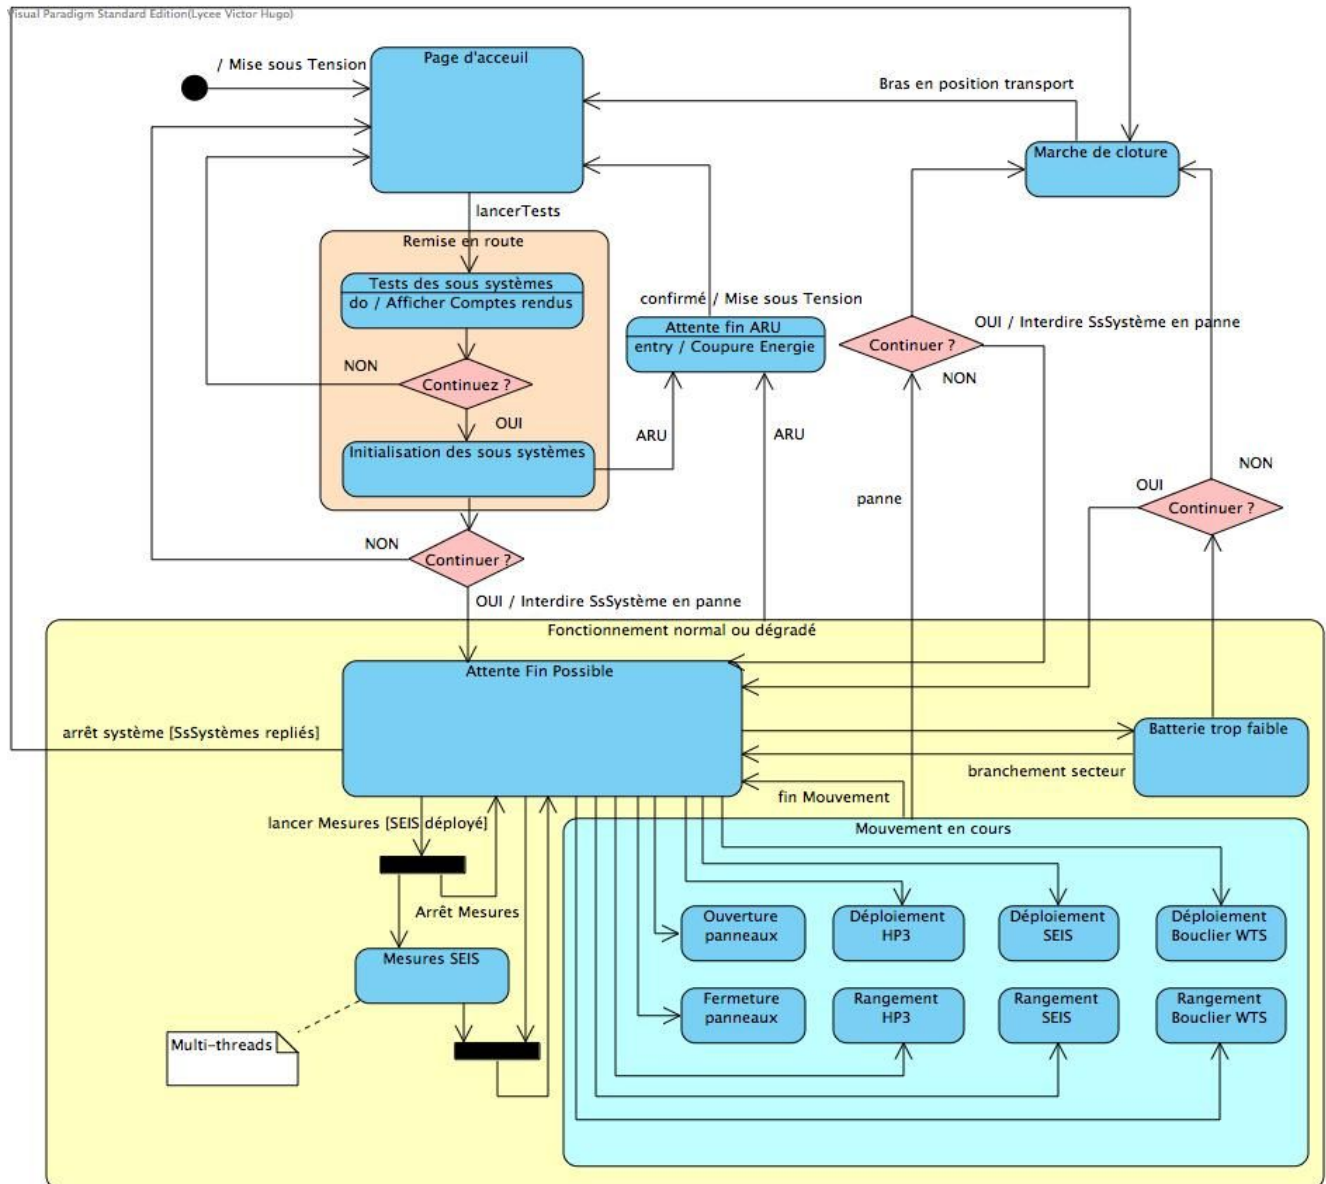 Visual Paradigm Standard Edition(Lycee Victor Hugo)
/ Mise sous Tension
Page d'acceuil
Bras en position transport
Marche de cloture
lancerTests
Remise en route
Tests des sous systèmes
do / Afficher Comptes rendus
confirmé / Mise sous Tension
Attente fin ARU
entry / Coupure Energie
OUI / Interdire SsSystème en panne
Continuer ?
NON
NON
Continuez ?
OUI
ARU
ARU
Initialisation des sous systèmes
panne
NON
OUI
Continuer ?
NON
Continuer ?
OUI / Interdire SsSystème en panne
Fonctionnement normal ou dégradé
Attente Fin Possible
arrêt système [SsSystèmes repliés]
Batterie trop faible
branchement secteur
fin Mouvement
lancer Mesures [SEIS déployé]
Mouvement en cours
Arrêt Mesures
Ouverture
panneaux
Déploiement
HP3
Déploiement
SEIS
Déploiement
Bouclier WTS
Mesures SEIS
Fermeture
panneaux
Rangement
HP3
Rangement
SEIS
Rangement
Bouclier WTS
Multi-threads